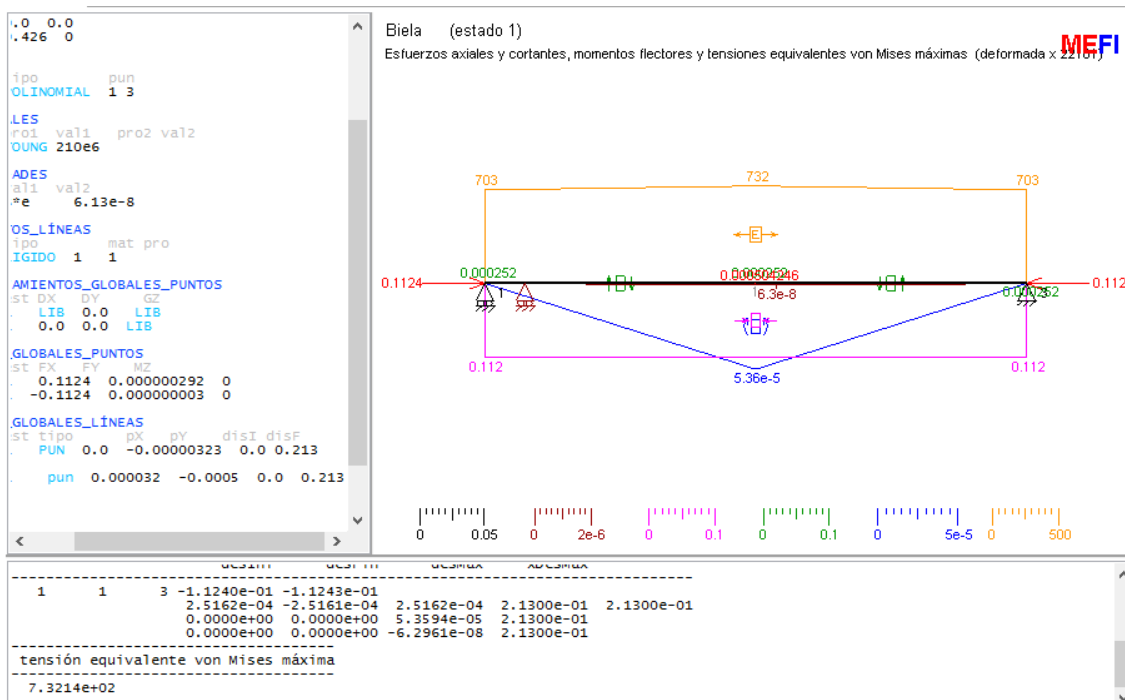 .0 0.0
.426 0
ipo pun
OLINOMIAL 1 3
LES
ro1 val1 pro2 val2
OUNG 210e6
ADES
al1 val2
*e 6.13e-8
OS_LÍNEAS
ipo mat pro
IGIDO 1 1
AMIENTOS_GLOBALES_PUNTOS
st DX DY GZ
LIB 0.0 LIB
0.0 0.0 LIB
_GLOBALES_PUNTOS
st FX FY MZ
0.1124 0.000000292 0
-0.1124 0.000000003 0
_GLOBALES_LÍNEAS
st tipo pX pY disI disF
PUN 0.0 -0.00000323 0.0 0.213
pun 0.000032 -0.0005 0.0 0.213
Biela (estado 1)
MEFI
Esfuerzos axiales y cortantes, momentos flectores y tensiones equivalentes von Mises máximas (deformada x 22161)
703 732 703
E
0.000252
0.1124 0.112
1
6.3e-8
0.112 0.112
5.36e-5
0 0.05 0 2e-6 0 0.1 0 0.1 0 5e-5 0 500
desIni desFin desMax xDesMax
1 1 3 -1.1240e-01 -1.1243e-01
2.5162e-04 -2.5161e-04 2.5162e-04 2.1300e-01 2.1300e-01
0.0000e+00 0.0000e+00 5.3594e-05 2.1300e-01
0.0000e+00 0.0000e+00 -6.2961e-08 2.1300e-01
tensión equivalente von Mises máxima
7.3214e+02